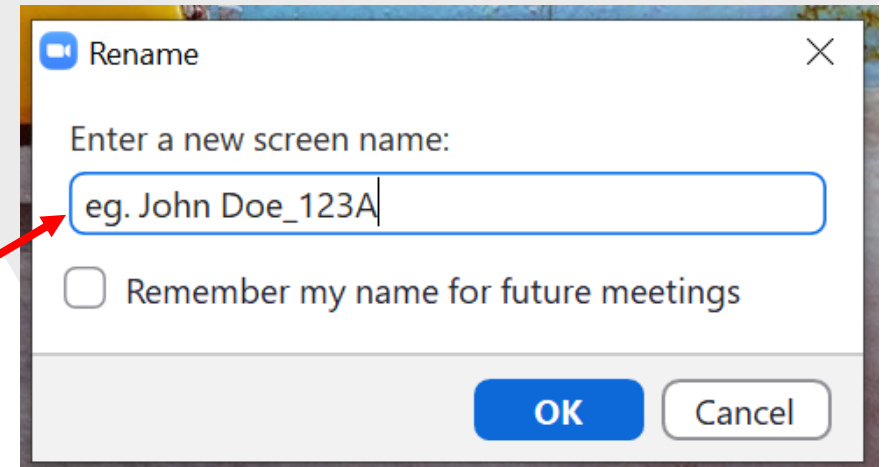 Rename
Enter a new screen name:
eg. John Doe_123A
Remember my name for future meetings
OK Cancel